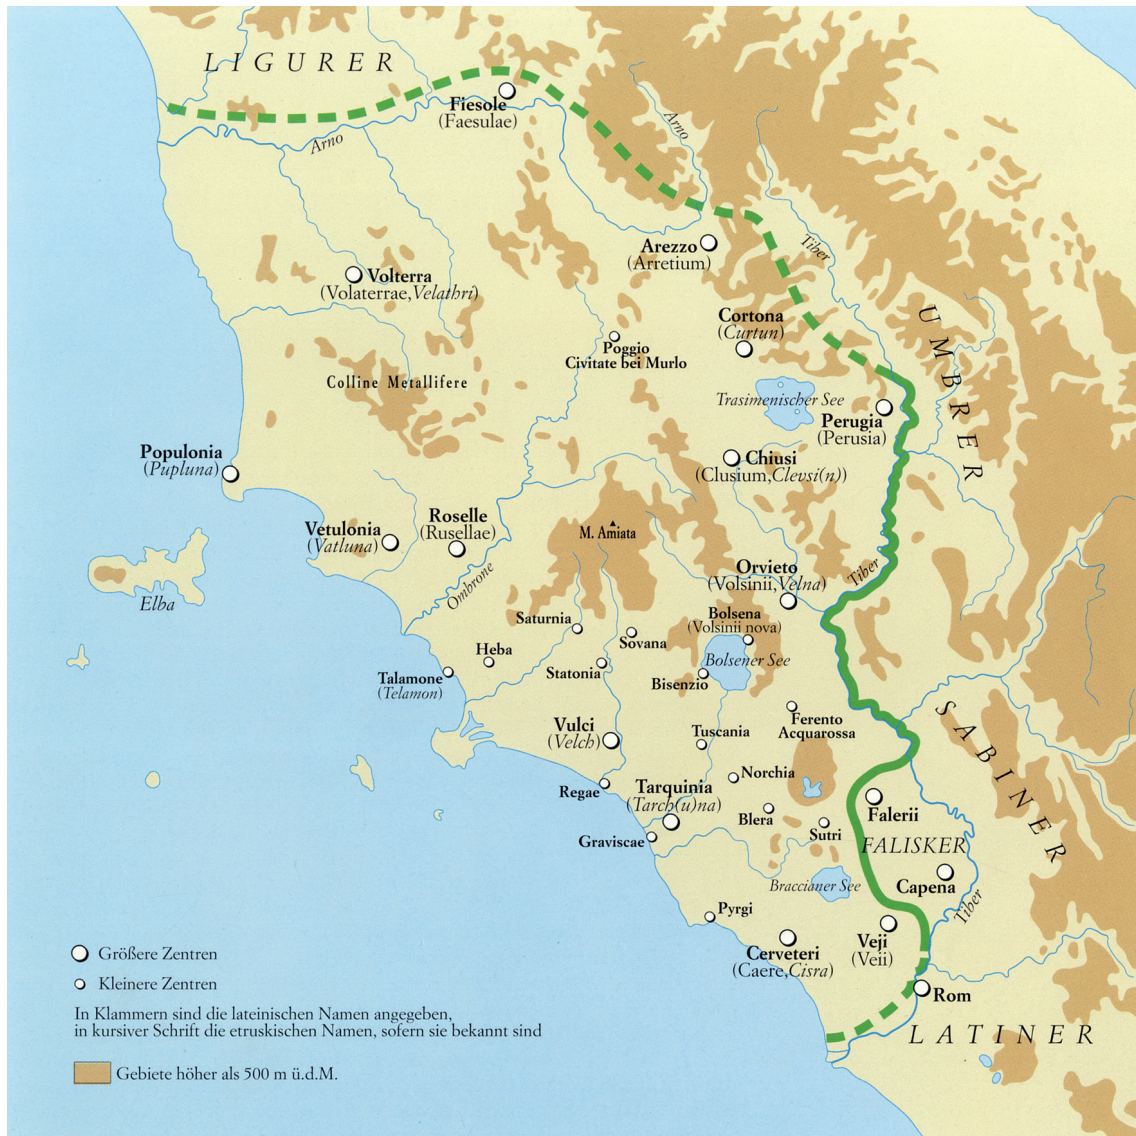 LIGURER
Fiesole
(Faesulae)
Arno
Arno
Tiber
Arezzo
(Arretium)
Volterra
(Volaterrae,Velathri)
UMBRER
Cortona
(Curtun)
Poggio
Civitate bei Murlo
Colline Metallifere
Trasimenischer See
Perugia
(Perusia)
Populonia
(Pupluna)
Chiusi
(Clusium,Clevsi(n))
Vetulonia
(Vatluna)
Roselle
(Rusellae)
M. Amiata
Orvieto
(Volsinii,Velna)
Tiber
Ombrone
Elba
Saturnia
Bolsena
(Volsinii nova)
Sovana
Heba
Bolsener See
Talamone
(Telamon)
Statonia
Bisenzio
SABINER
Ferento
Acquarossa
Vulci
(Velch)
Tuscania
Norchia
Regae
Tarquinia
(Tarch(u)na)
Blera
Sutri
Falerii
Graviscae
FALISKER
Braccianer See
Capena
Tiber
Pyrgi
Cerveteri
(Caere,Cisra)
Veji
(Veii)
Rom
LATINER
Größere Zentren
Kleinere Zentren
In Klammern sind die lateinischen Namen angegeben,
in kursiver Schrift die etruskischen Namen, sofern sie bekannt sind
Gebiete höher als 500 m ü.d.M.